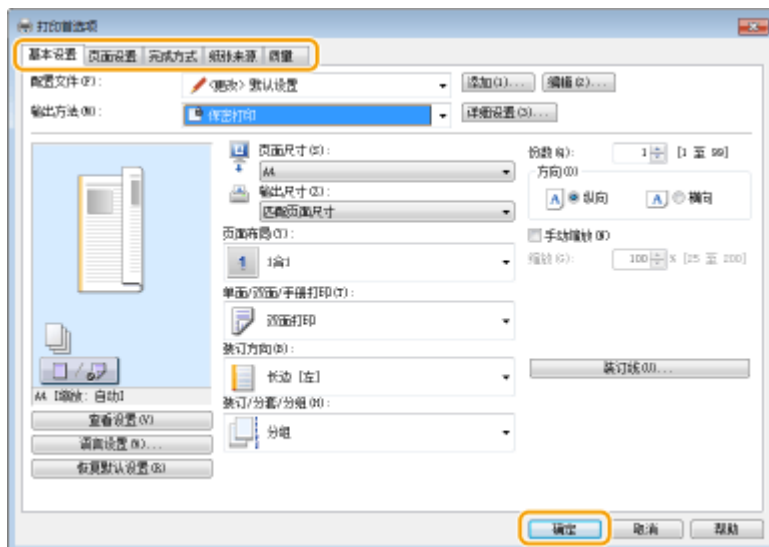 打印首选项
基本设置 页面设置 完成方式 纸张来源 质量
配置文件(F): <更改> 默认设置 添加(1)... 编辑(2)...
输出方法(M): 保密打印 详细设置(3)...
页面尺寸(S):
A4
输出尺寸(Z):
匹配页面尺寸
页面布局(Y):
1合1
单面/双面/手册打印(T):
双面打印
装订方向(B):
长边 [左]
装订/分套/分组(H):
分组
份数(Q): 1 [1 至 99]
方向(O)
A 纵向 A 横向
手动缩放(W)
缩放(G): 100 % [25 至 200]
装订线(U)...
A4 [缩放: 自动]
查看设置(V)
语言设置(N)...
恢复默认设置(R)
确定 取消 帮助